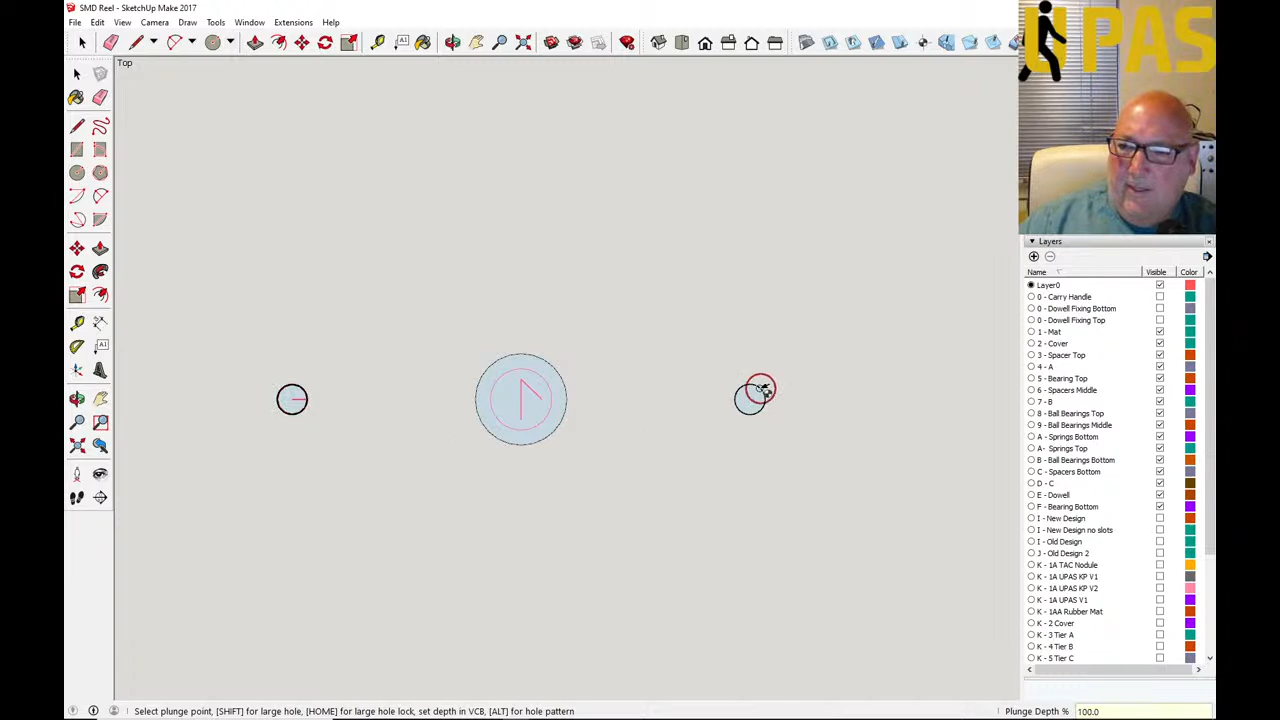 SMD Reel - SketchUp Make 2017
File Edit View Camera Draw Tools Window Extensions Help
UPAS
Top
Layers
Name Visible Color
Layer0
0 - Carry Handle
0 - Dowell Fixing Bottom
0 - Dowell Fixing Top
1 - Mat
2 - Cover
3 - Spacer Top
4 - A
5 - Bearing Top
6 - Spacers Middle
7 - B
8 - Ball Bearings Top
9 - Ball Bearings Middle
A - Springs Bottom
A- Springs Top
B - Ball Bearings Bottom
C - Spacers Bottom
D - C
E - Dowell
F - Bearing Bottom
I - New Design
I - New Design no slots
I - Old Design
J - Old Design 2
K - 1A TAC Nodule
K - 1A UPAS KP V1
K - 1A UPAS KP V2
K - 1A UPAS V1
K - 1AA Rubber Mat
K - 2 Cover
K - 3 Tier A
K - 4 Tier B
K - 5 Tier C
Select plunge point, [SHIFT] for large hole, [HOME] for large hole lock, set depth in VCB, [ALT] for hole pattern
Plunge Depth % 100.0